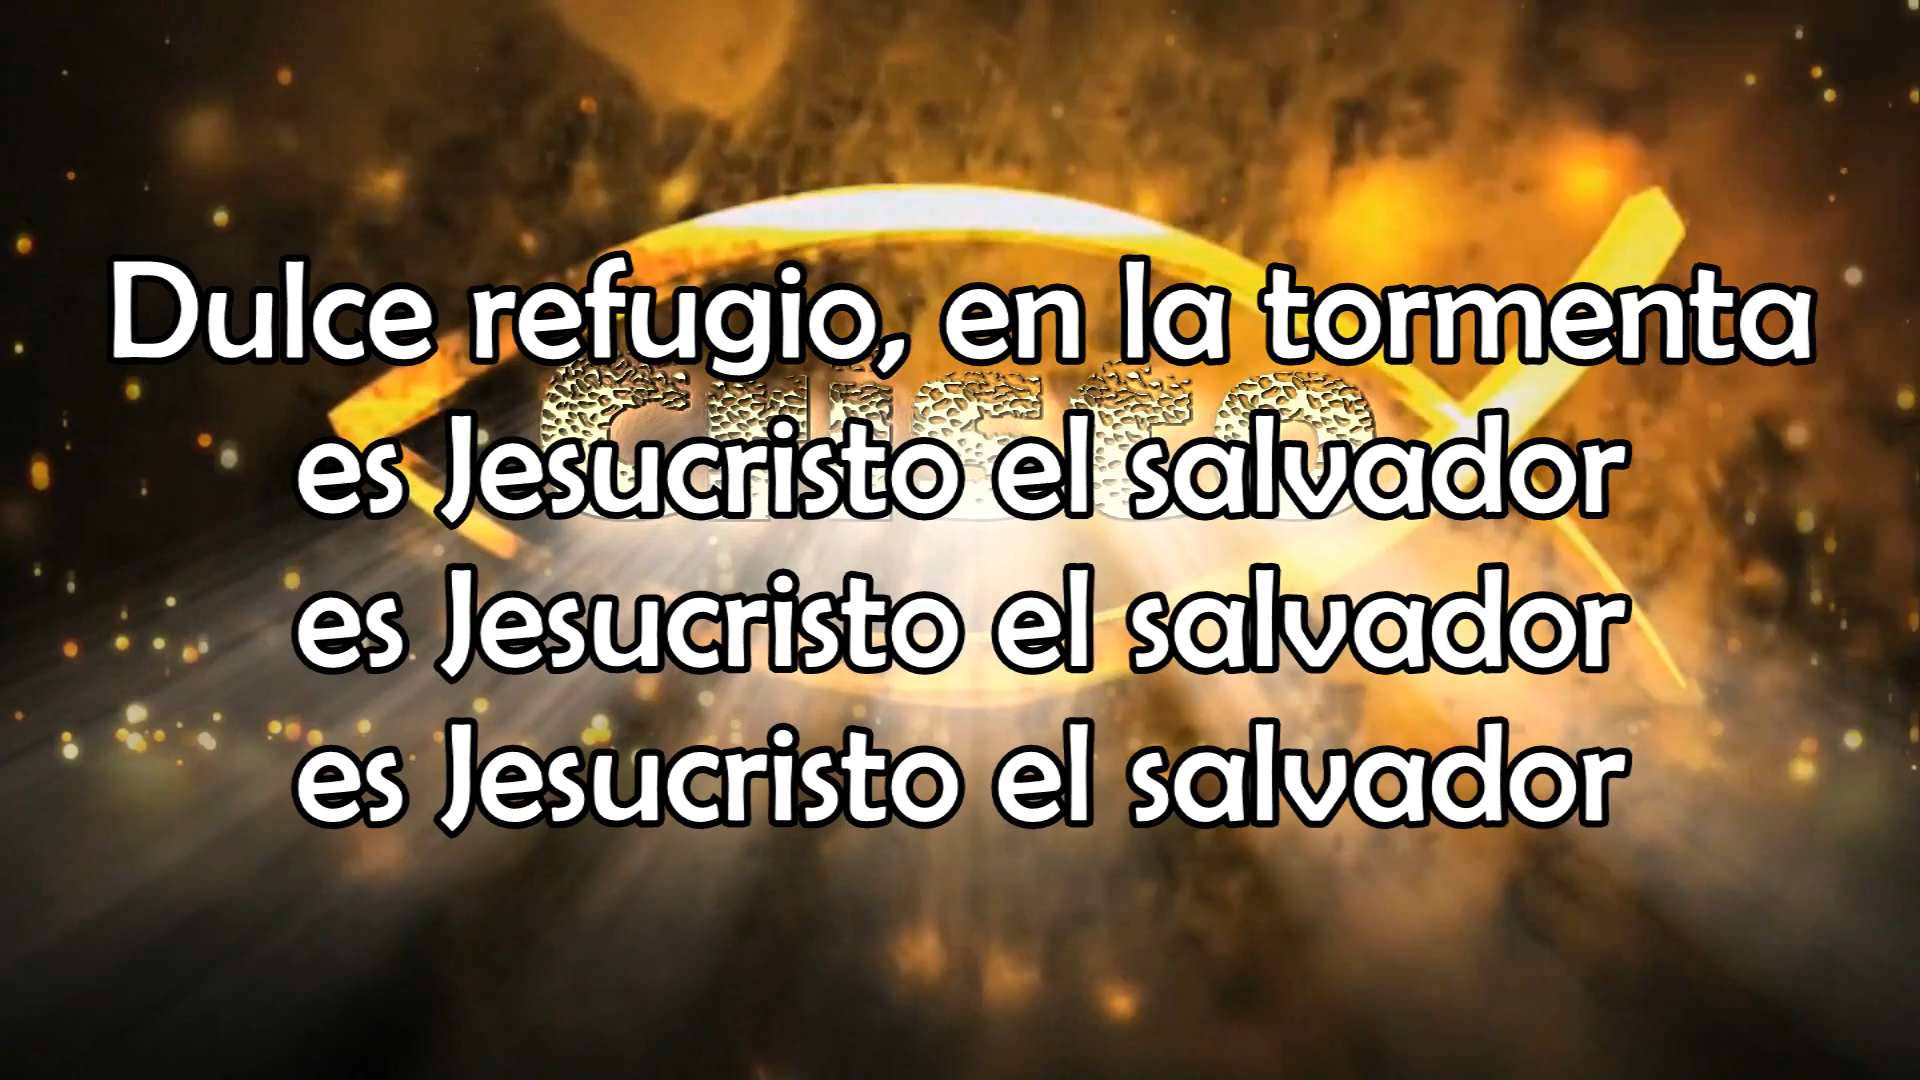 Dulce refugio, en la tormenta
es Jesucristo el salvador
es Jesucristo el salvador
es Jesucristo el salvador